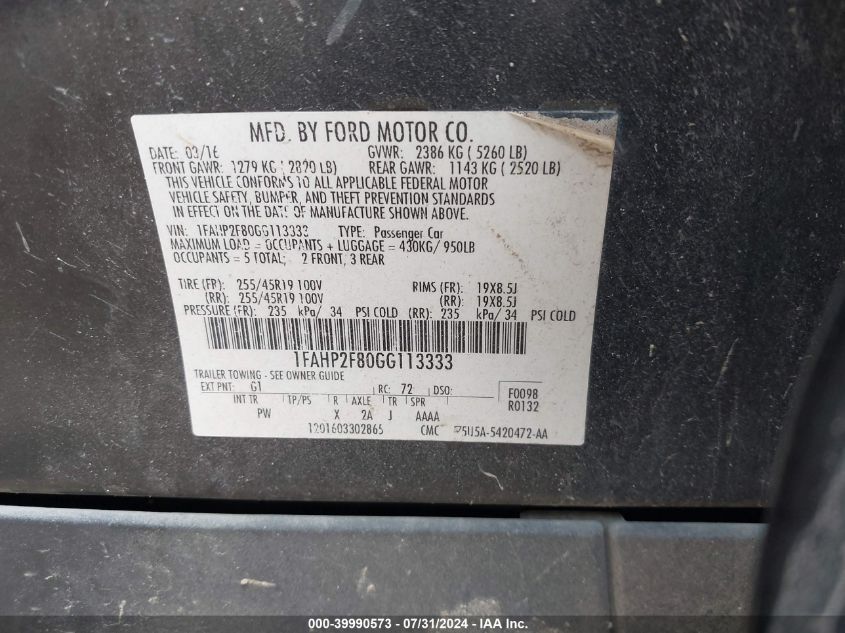 MFD. BY FORD MOTOR CO.
DATE: 03/16 GVWR: 2386 KG ( 5260 LB)
FRONT GAWR: 1279 KG ( 2820 LB) REAR GAWR: 1143 KG ( 2520 LB)
THIS VEHICLE CONFORMS TO ALL APPLICABLE FEDERAL MOTOR
VEHICLE SAFETY, BUMPER, AND THEFT PREVENTION STANDARDS
IN EFFECT ON THE DATE OF MANUFACTURE SHOWN ABOVE.
VIN: 1FAHP2F80GG113333 TYPE: Passenger Car
MAXIMUM LOAD = OCCUPANTS + LUGGAGE = 430KG/ 950LB
OCCUPANTS = 5 TOTAL; 2 FRONT, 3 REAR
TIRE (FR): 255/45R19 100V RIMS (FR): 19X8.5J
(RR): 255/45R19 100V (RR): 19X8.5J
PRESSURE (FR): 235 kPa/ 34 PSI COLD (RR): 235 kPa/ 34 PSI COLD
1FAHP2F80GG113333
TRAILER TOWING - SEE OWNER GUIDE
EXT PNT: G1 RC: 72 DSO: F0098
INT TR TP/PS R AXLE TR SPR R0132
PW X 2A J AAAA
1201603302865 CMC 5U5A-5420472-AA
000-39990573 - 07/31/2024 - IAA Inc.